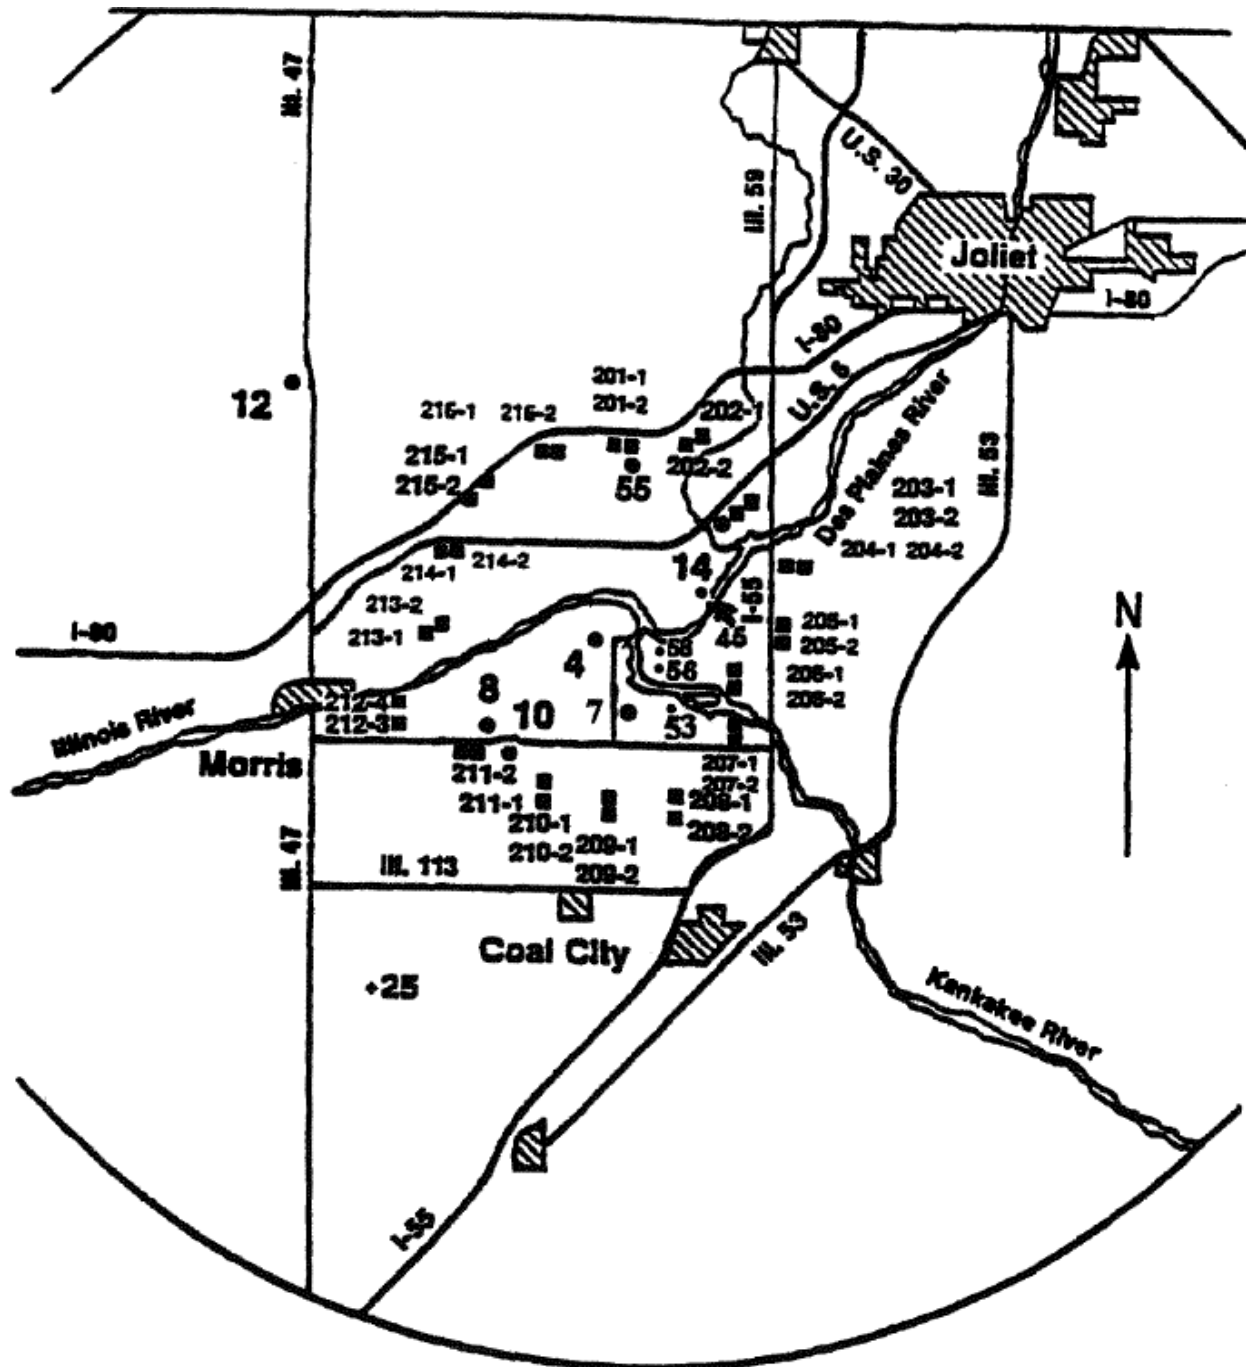 Ill. 47
Ill. 59
U.S. 30
Joliet
I-80
I-80
U.S. 6
Des Plaines River
Ill. 53
12
201-1
201-2
216-1 216-2
202-1
215-1
215-2
202-2
55
203-1
203-2
204-1 204-2
14
214-1
214-2
N
213-2
213-1
I-55
I-80
205-1
205-2
4
58
56
206-1
206-2
8
10
7
53
212-4
212-3
Illinois River
Morris
211-2
211-1
207-1
207-2
208-1
208-2
210-1
210-2
209-1
209-2
Ill. 47
Ill. 113
Coal City
Ill. 53
25
Kankakee River
I-55